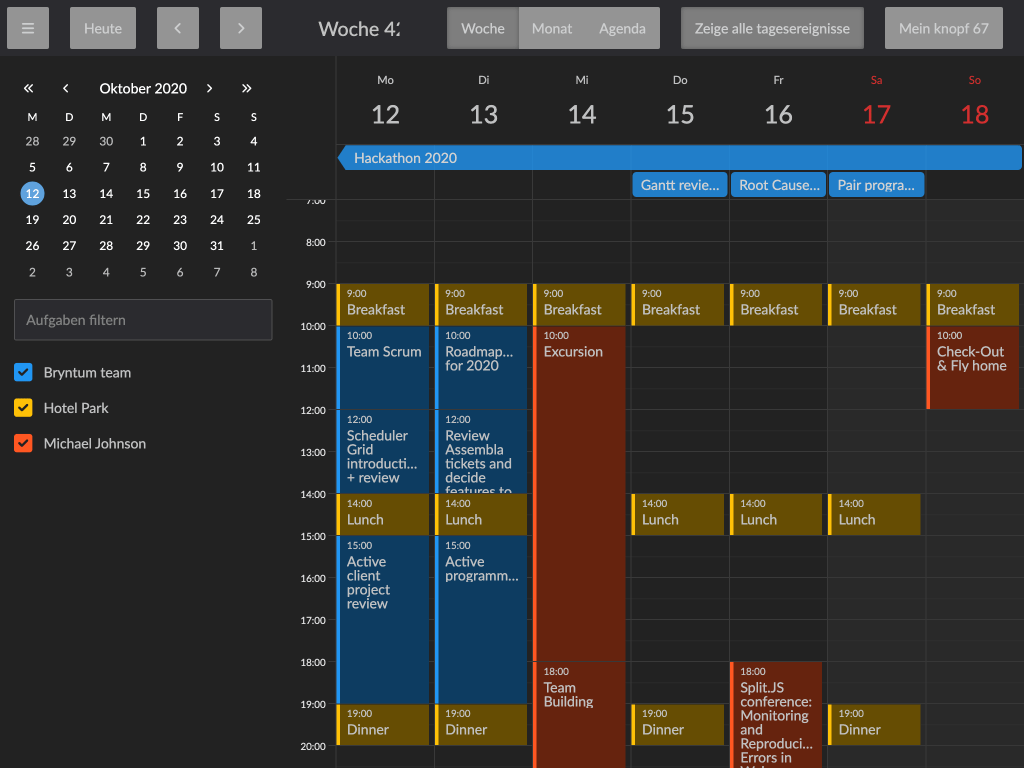 Heute
Woche 42
Woche
Monat
Agenda
Zeige alle tagesereignisse
Mein knopf 67
Oktober 2020
M D M D F S S
28 29 30 1 2 3 4
5 6 7 8 9 10 11
12 13 14 15 16 17 18
19 20 21 22 23 24 25
26 27 28 29 30 31 1
2 3 4 5 6 7 8
Aufgaben filtern
Bryntum team
Hotel Park
Michael Johnson
Mo Di Mi Do Fr Sa So
12 13 14 15 16 17 18
Hackathon 2020
Gantt revie...
Root Cause...
Pair progra...
7:00
8:00
9:00
10:00
11:00
12:00
13:00
14:00
15:00
16:00
17:00
18:00
19:00
20:00
9:00
Breakfast
10:00
Team Scrum
12:00
Scheduler
Grid
introducti...
+ review
14:00
Lunch
15:00
Active
client
project
review
19:00
Dinner
9:00
Breakfast
10:00
Roadmap...
for 2020
12:00
Review
Assembla
tickets and
decide
features to
14:00
Lunch
15:00
Active
programm...
19:00
Dinner
9:00
Breakfast
10:00
Excursion
18:00
Team
Building
9:00
Breakfast
14:00
Lunch
19:00
Dinner
9:00
Breakfast
14:00
Lunch
18:00
Split.JS
conference:
Monitoring
and
Reproduci...
Errors in
9:00
Breakfast
14:00
Lunch
19:00
Dinner
9:00
Breakfast
10:00
Check-Out
& Fly home